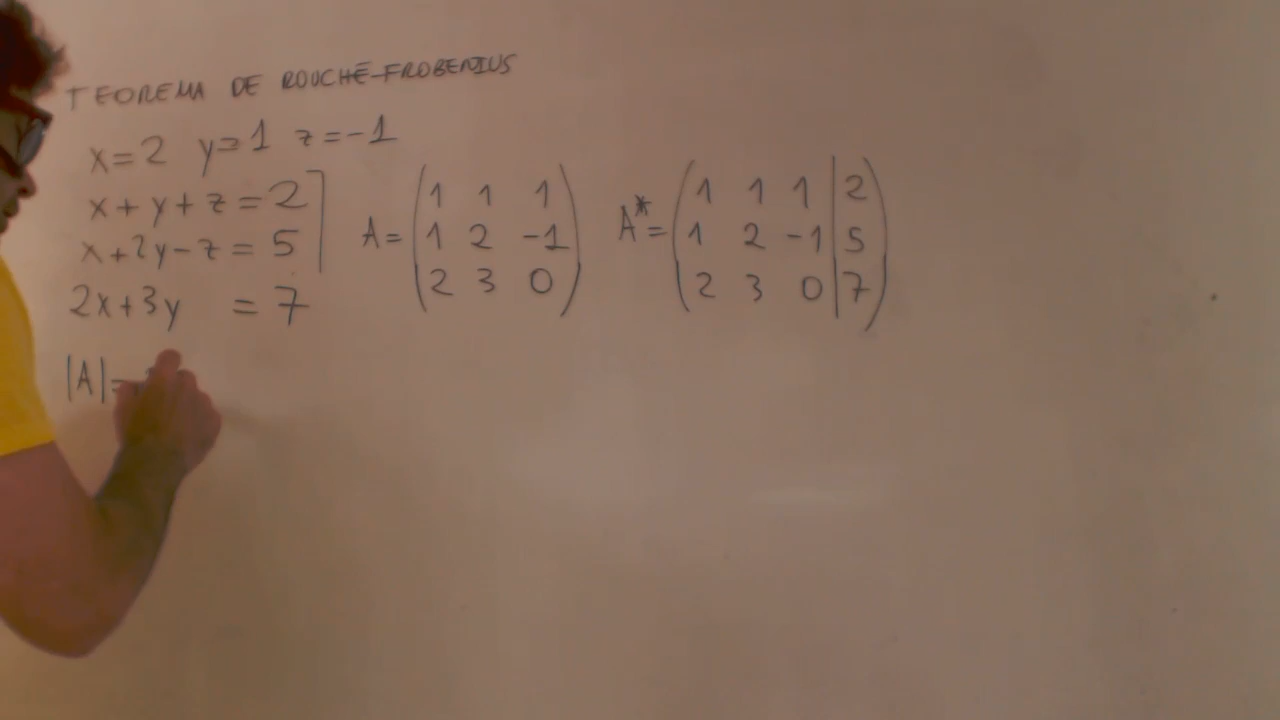 TEOREMA DE ROUCHÉ-FROBENIUS
x=2 y=1 z=-1
x+y+z=2
x+2y-z=5
2x+3y =7
A= (1 1 1
1 2 -1
2 3 0)
A*= (1 1 1 | 2
1 2 -1 | 5
2 3 0 | 7)
|A|=